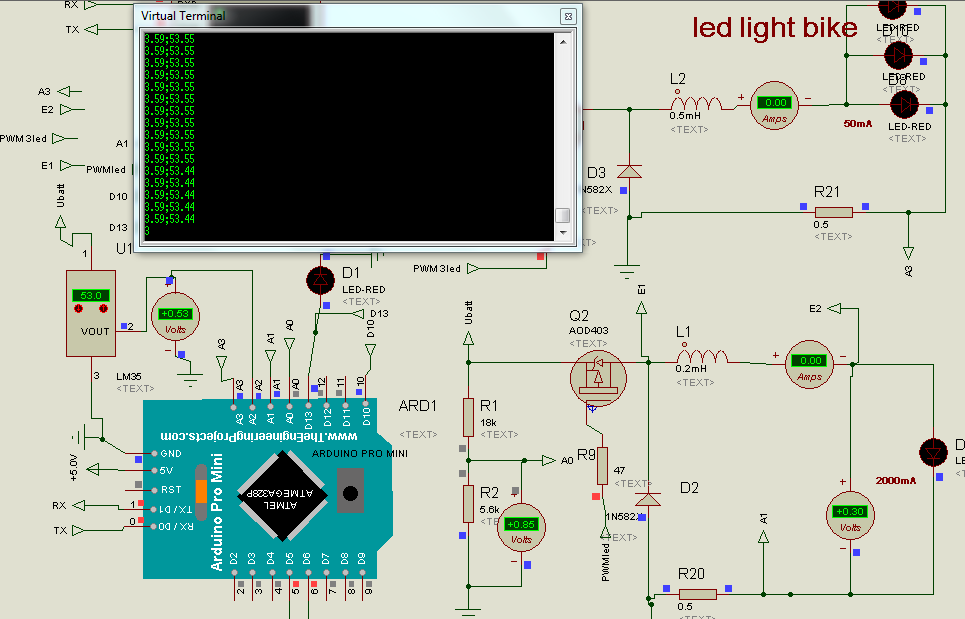 Virtual Terminal
3.59;53.55
3.59;53.55
3.59;53.55
3.59;53.55
3.59;53.55
3.59;53.55
3.59;53.55
3.59;53.55
3.59;53.55
3.59;53.55
3.59;53.55
3.59;53.44
3.59;53.44
3.59;53.44
3.59;53.44
3.59;53.44
3
RX
TX
A3
E2
PWM3led
E1
PWMled
A1
D10
D13
Ubatt
led light bike
LED-RED
D10
<TEXT>
LED-RED
<TEXT>
LED-RED
<TEXT>
50mA
L2
0.5mH
<TEXT>
+
0.00
Amps
−
D3
1N582X
<TEXT>
R21
0.5
<TEXT>
A3
PWM3led
U1
1
53.0
VOUT
2
3
LM35
<TEXT>
+0.53
Volts
D1
LED-RED
<TEXT>
D13
D10
A3
A1
A0
A3
A2
A1
A0
12
11
10
A3
A2
A1
A0
D13
D12
D11
D10
www.TheEngineeringProjects.com
ARD1
<TEXT>
ARDUINO PRO MINI
Arduino Pro Mini
ATMEL
ATMEGA328P
+5.0V
RX
TX
1
0
GND
5V
RST
TX / D1
RX / D0
D2
D3
D4
D5
D6
D7
D8
D9
2
3
4
5
6
7
8
9
Ubatt
R1
18k
<TEXT>
A0
R2
5.6k
+0.85
Volts
Q2
AOD403
<TEXT>
R9
47
<TEXT>
PWMled
E1
L1
0.2mH
<TEXT>
+
0.00
Amps
−
E2
D2
1N582X
<TEXT>
R20
0.5
A1
2000mA
+0.30
Volts